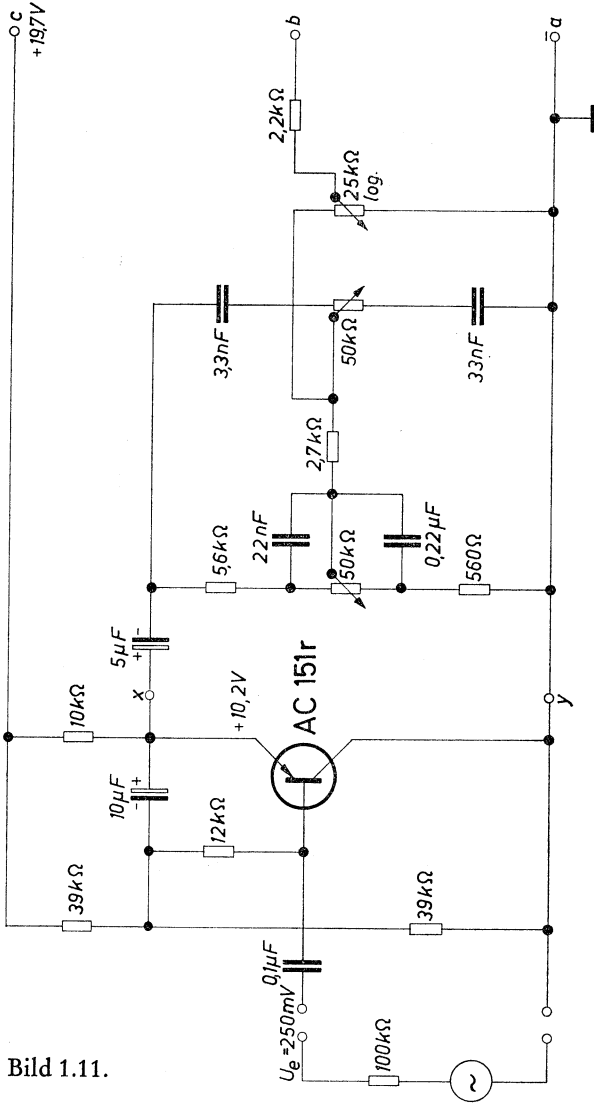 c
+19,7V
39kΩ
10kΩ
10µF
- +
x
5µF
+ -
12kΩ
+10,2V
AC 151r
5,6kΩ
22nF
50kΩ
0,22µF
560Ω
2,7kΩ
3,3nF
50kΩ
33nF
25kΩ
log.
2,2kΩ
b
0,1µF
39kΩ
Ue =250mV
100kΩ
~
y
- a
Bild 1.11.